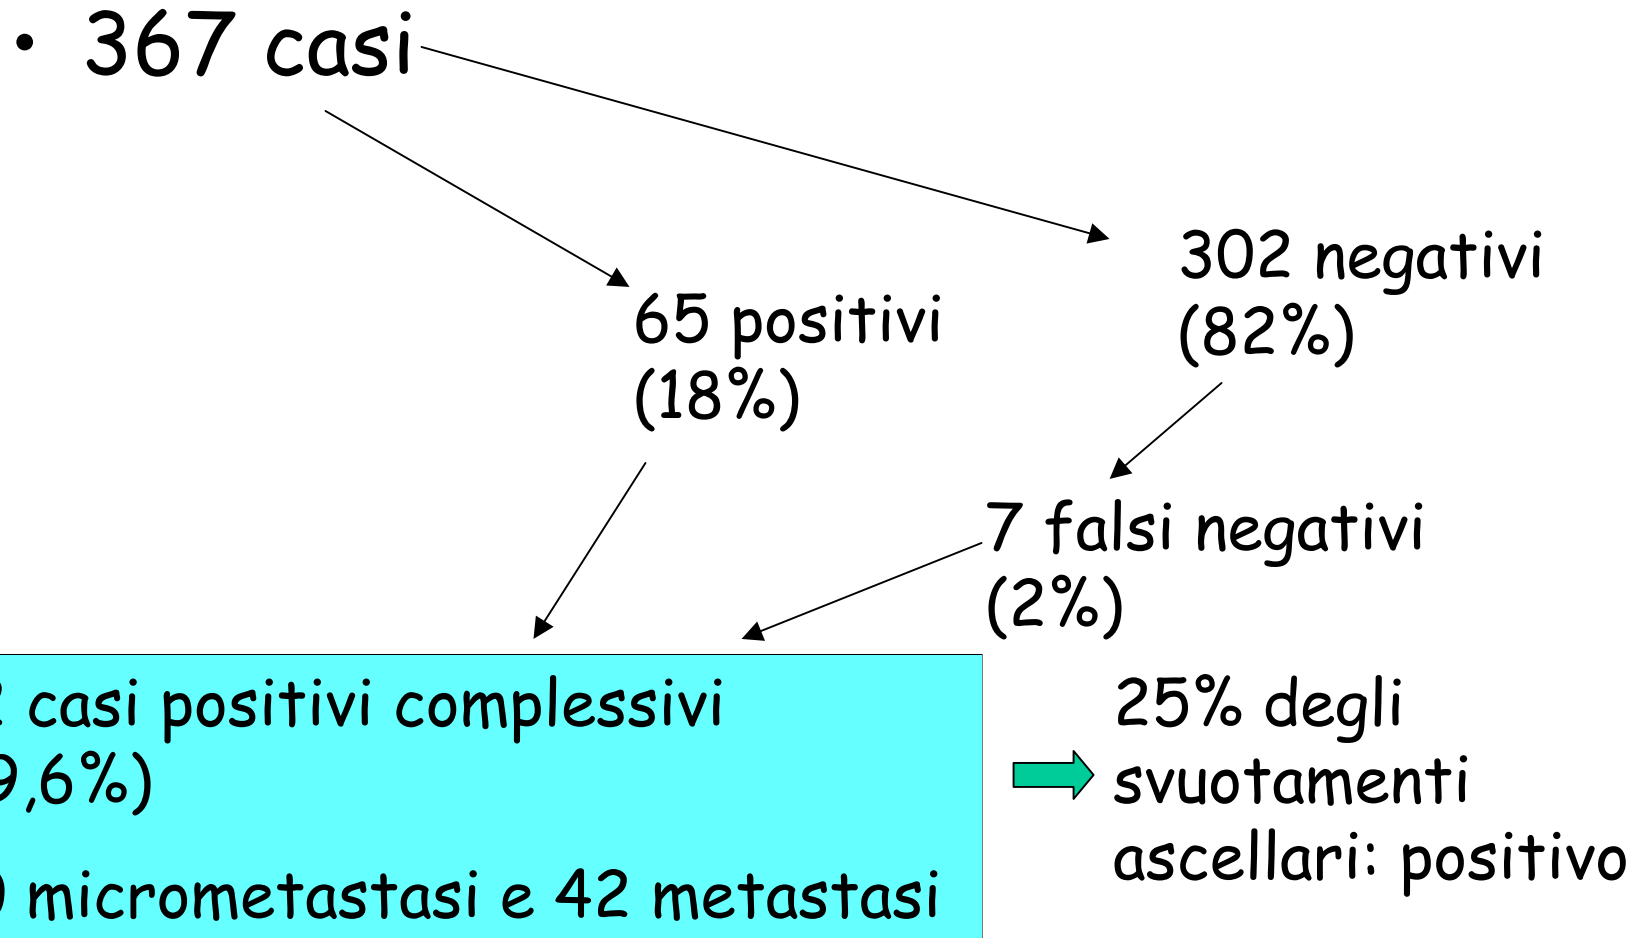 • 367 casi
302 negativi
(82%)
65 positivi
(18%)
7 falsi negativi
(2%)
casi positivi complessivi
9,6%)
25% degli
svuotamenti
ascellari: positivo
micrometastasi e 42 metastasi